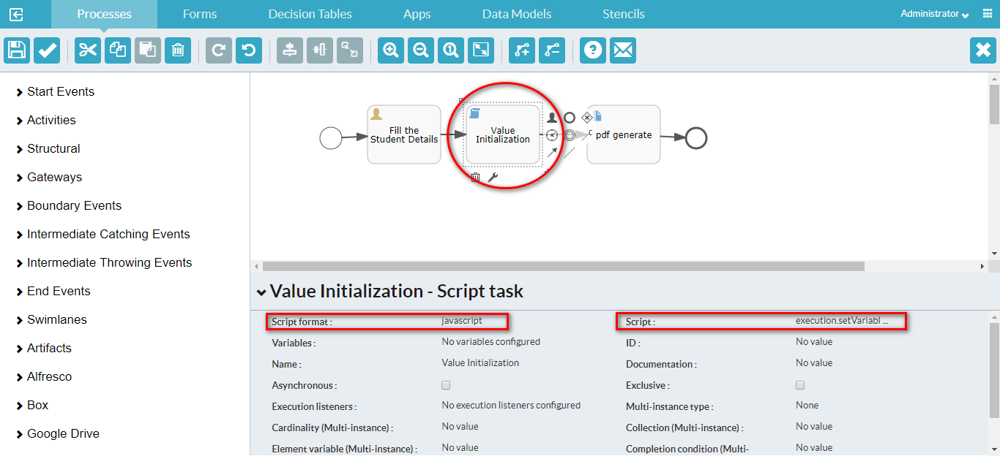 Processes
Forms
Decision Tables
Apps
Data Models
Stencils
Administrator
1
?
Start Events
Activities
Structural
Gateways
Boundary Events
Intermediate Catching Events
Intermediate Throwing Events
End Events
Swimlanes
Artifacts
Alfresco
Box
Google Drive
Fill the
Student Details
Value
Initialization
pdf generate
Value Initialization - Script task
Script format : javascript
Script : execution.setVariabl ...
Variables : No variables configured
ID : No value
Name : Value Initialization
Documentation : No value
Asynchronous :
Exclusive :
Execution listeners : No execution listeners configured
Multi-instance type : None
Cardinality (Multi-instance) : No value
Collection (Multi-instance) : No value
Element variable (Multi-instance) : No value
Completion condition (Multi- No value